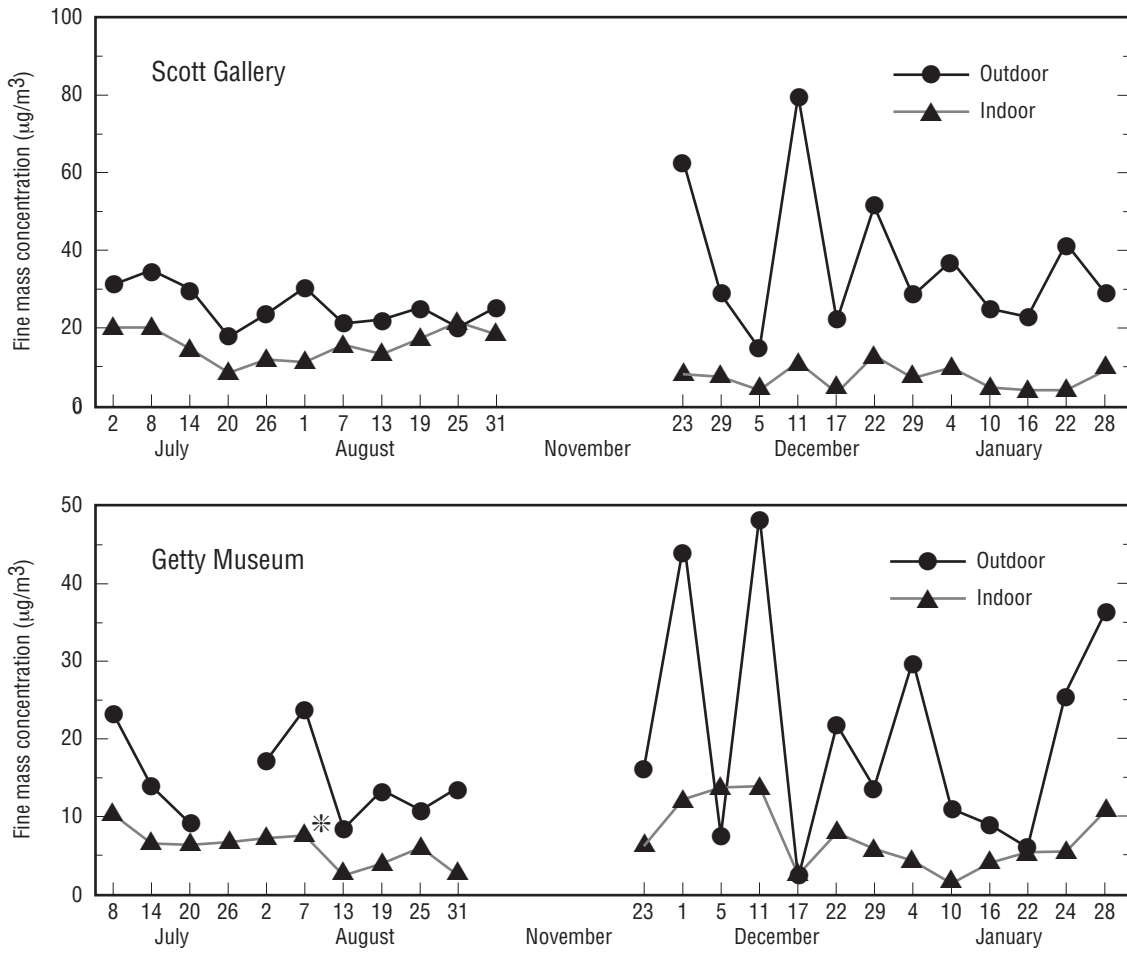 100
Scott Gallery
Outdoor
Indoor
80
60
40
20
0
Fine mass concentration (µg/m3)
2 8 14 20 26 1 7 13 19 25 31 23 29 5 11 17 22 29 4 10 16 22 28
July August November December January
50
Getty Museum
Outdoor
Indoor
40
30
20
10
0
Fine mass concentration (µg/m3)
8 14 20 26 2 7 13 19 25 31 23 1 5 11 17 22 29 4 10 16 22 24 28
July August November December January